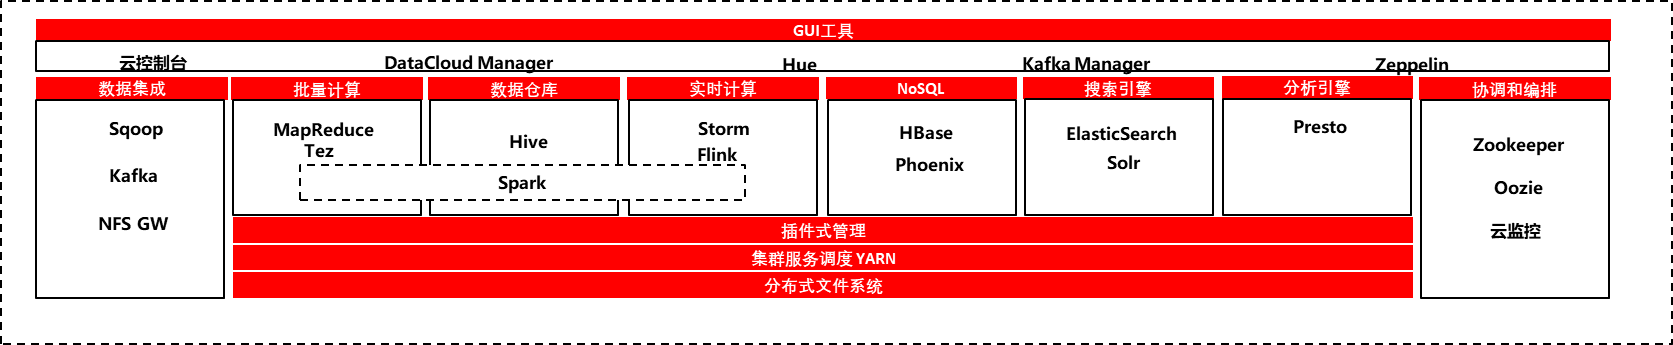 GUI工具
云控制台 DataCloud Manager Hue Kafka Manager Zeppelin
数据集成 批量计算 数据仓库 实时计算 NoSQL 搜索引擎 分析引擎 协调和编排
Sqoop
Kafka
NFS GW
MapReduce
Tez
Hive
Storm
Flink
Spark
HBase
Phoenix
ElasticSearch
Solr
Presto
Zookeeper
Oozie
云监控
插件式管理
集群服务调度 YARN
分布式文件系统